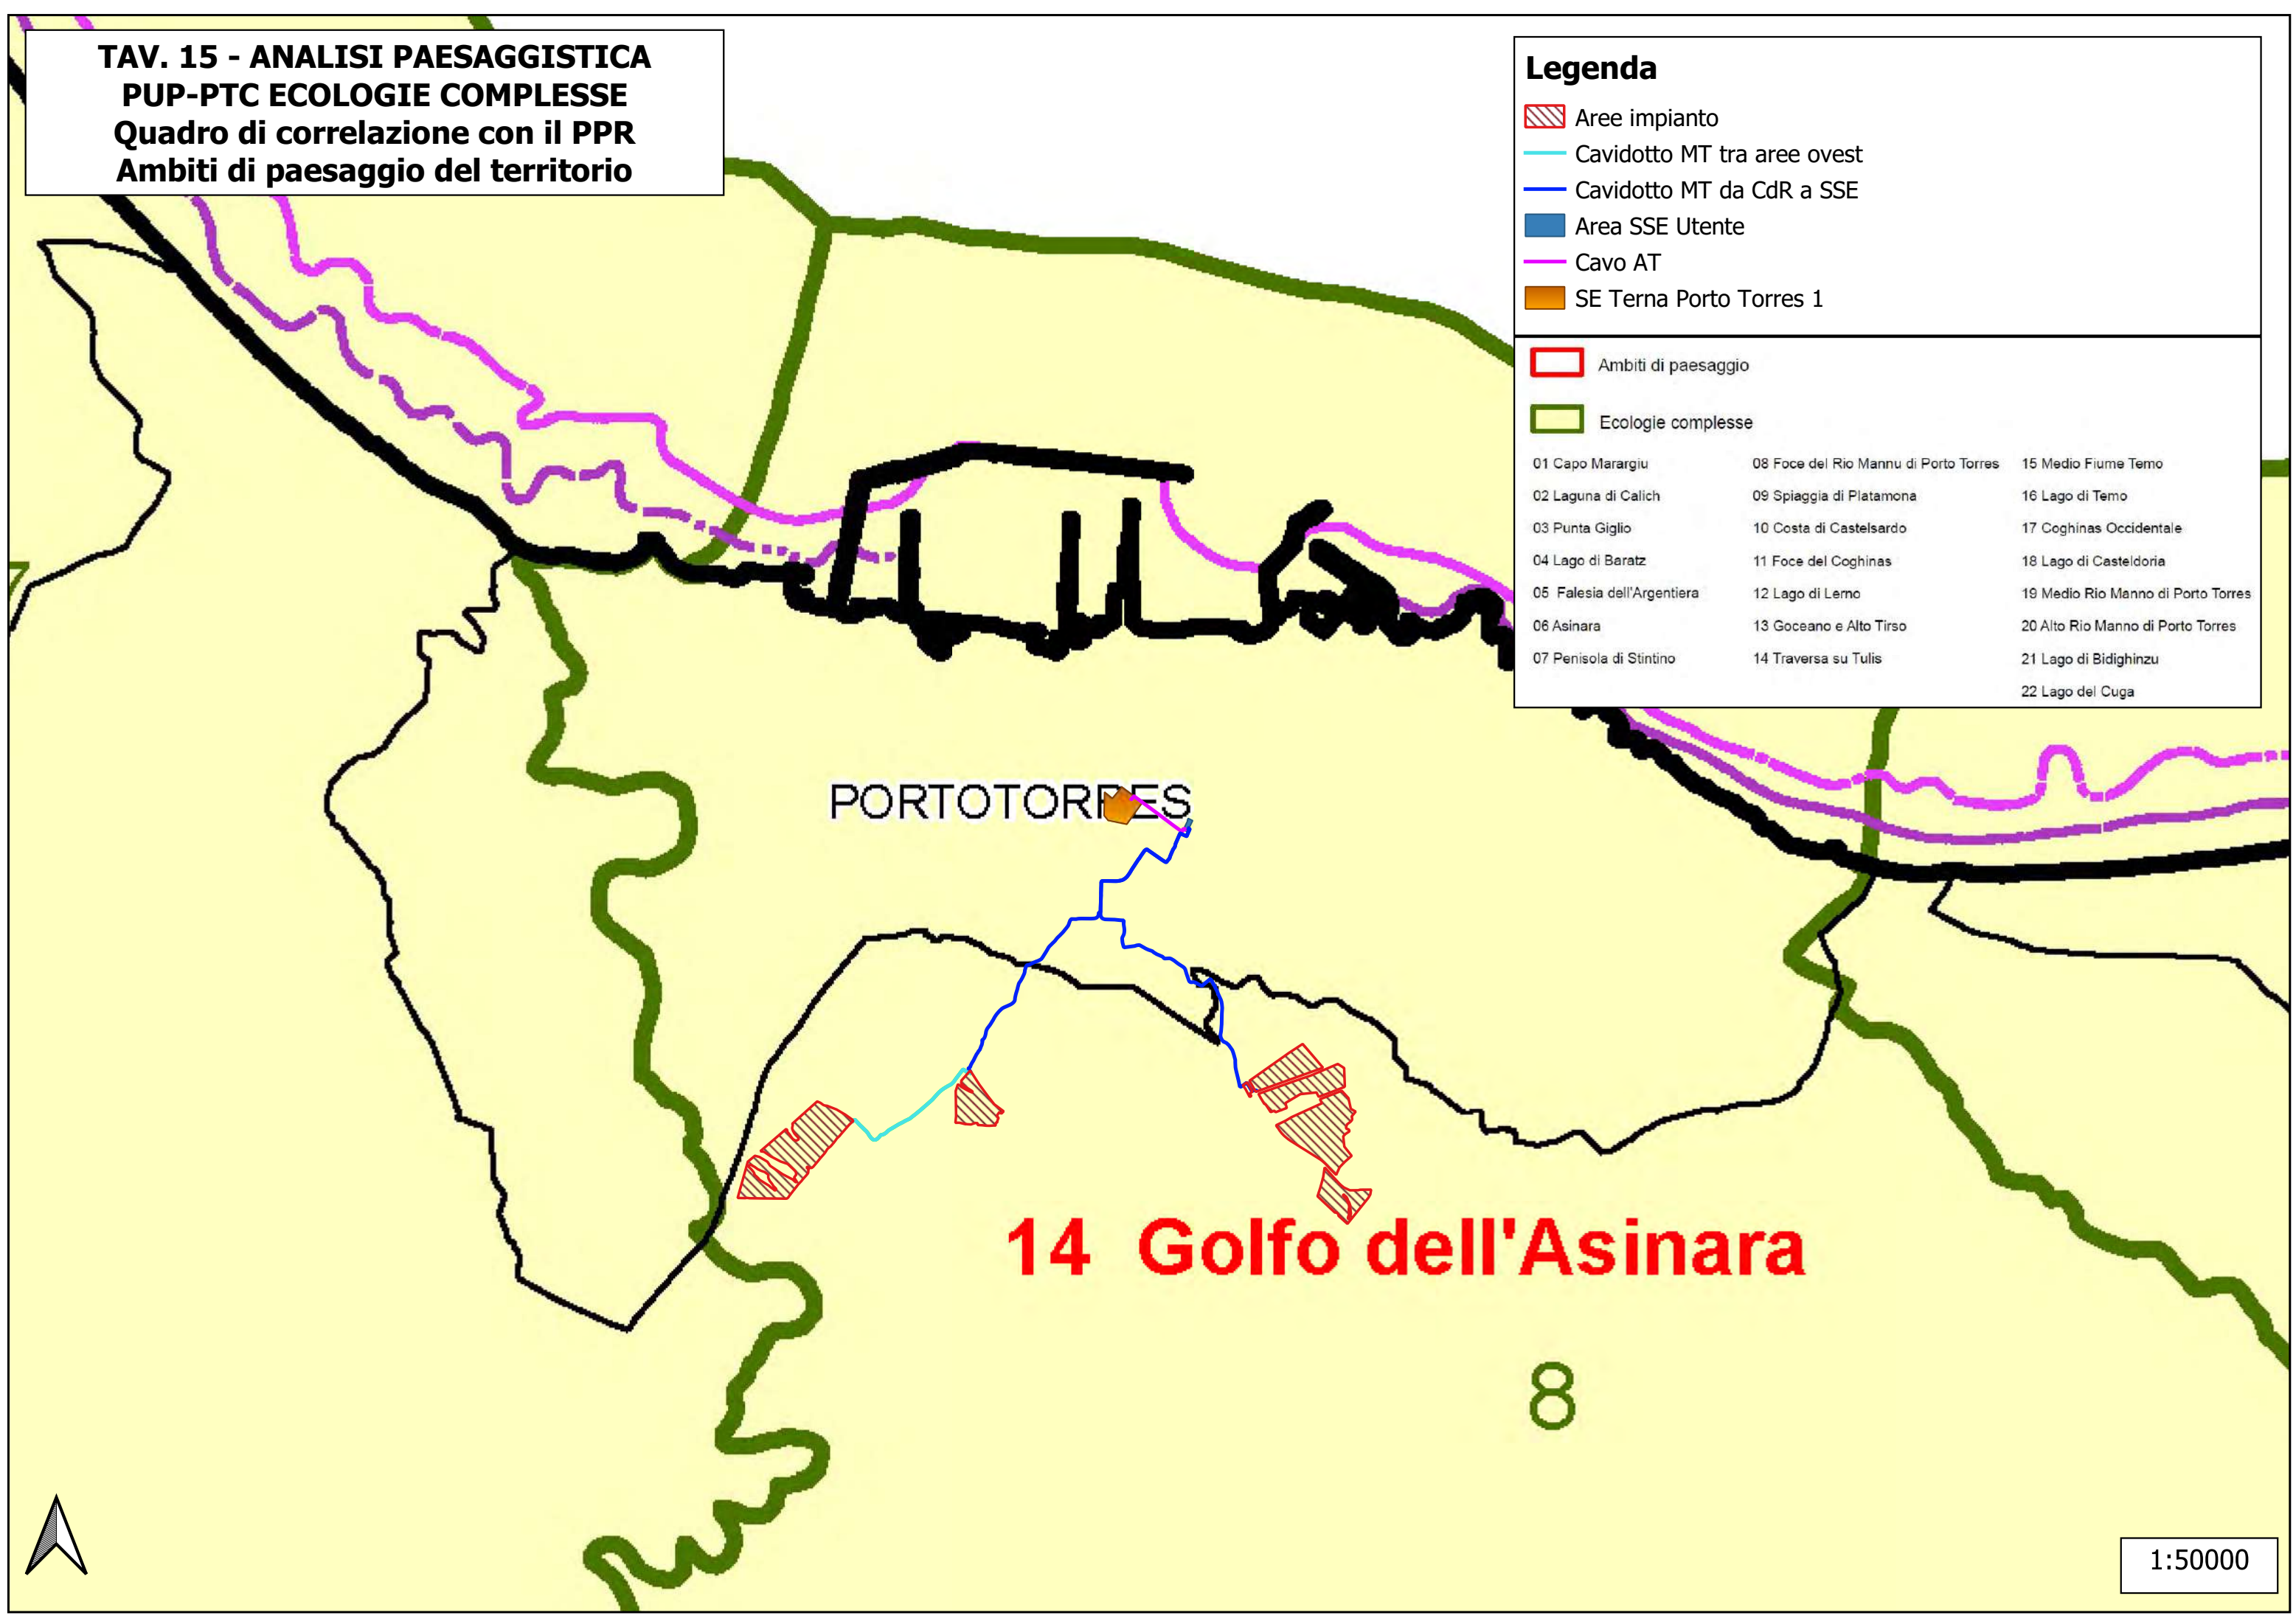 TAV. 15 - ANALISI PAESAGGISTICA
PUP-PTC ECOLOGIE COMPLESSE
Quadro di correlazione con il PPR
Ambiti di paesaggio del territorio
Legenda
Aree impianto
Cavidotto MT tra aree ovest
Cavidotto MT da CdR a SSE
Area SSE Utente
Cavo AT
SE Terna Porto Torres 1
Ambiti di paesaggio
Ecologie complesse
01 Capo Marargiu
02 Laguna di Calich
03 Punta Giglio
04 Lago di Baratz
05 Falesia dell'Argentiera
06 Asinara
07 Penisola di Stintino
08 Foce del Rio Mannu di Porto Torres
09 Spiaggia di Platamona
10 Costa di Castelsardo
11 Foce del Coghinas
12 Lago di Lerno
13 Goceano e Alto Tirso
14 Traversa su Tulis
15 Medio Fiume Temo
16 Lago di Temo
17 Coghinas Occidentale
18 Lago di Casteldoria
19 Medio Rio Manno di Porto Torres
20 Alto Rio Manno di Porto Torres
21 Lago di Bidighinzu
22 Lago del Cuga
7
PORTOTORRES
14 Golfo dell'Asinara
8
1:50000